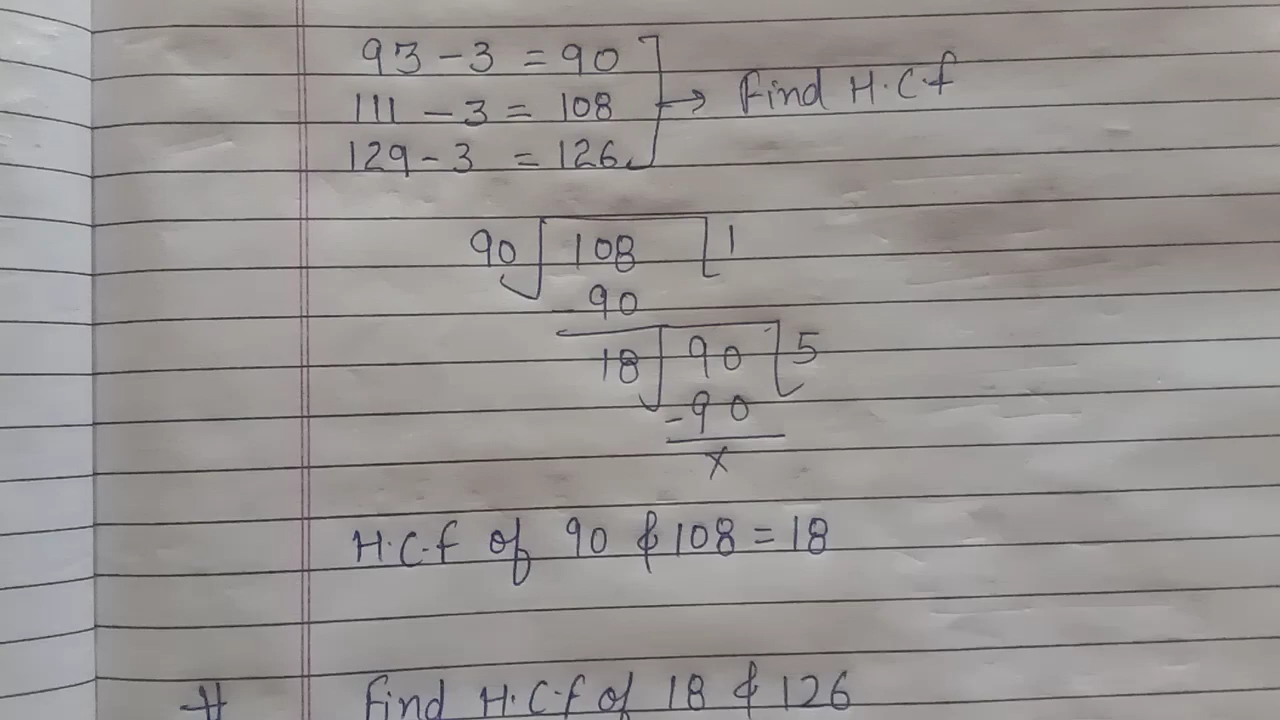 93 - 3 = 90
111 - 3 = 108 → Find H.C.f
129 - 3 = 126
90 108 1
- 90
18 90 5
- 90
x
H.C.f of 90 & 108 = 18
# find H.C.f of 18 & 126